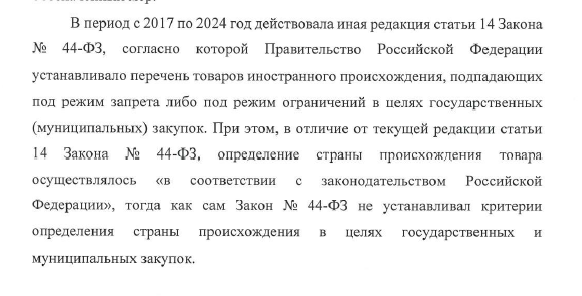 В период с 2017 по 2024 год действовала иная редакция статьи 14 Закона
№ 44-ФЗ, согласно которой Правительство Российской Федерации
устанавливало перечень товаров иностранного происхождения, подпадающих
под режим запрета либо под режим ограничений в целях государственных
(муниципальных) закупок. При этом, в отличие от текущей редакции статьи
14 Закона № 44-ФЗ, определение страны происхождения товара
осуществлялось «в соответствии с законодательством Российской
Федерации», тогда как сам Закон № 44-ФЗ не устанавливал критерии
определения страны происхождения в целях государственных и
муниципальных закупок.